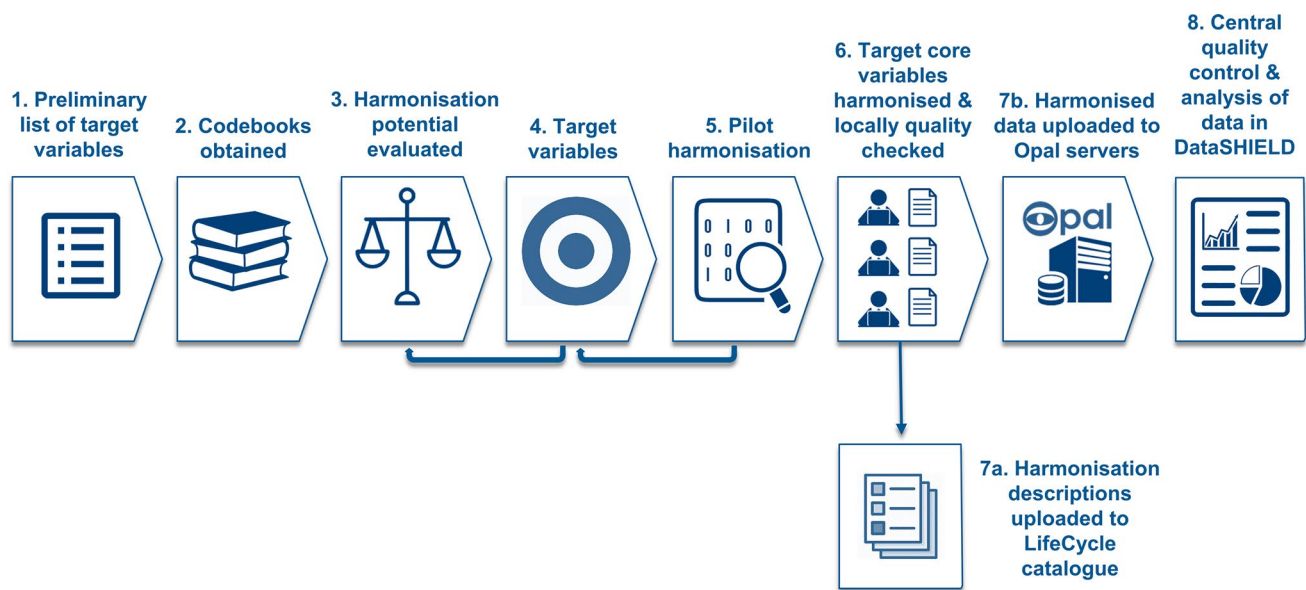 1. Preliminary
list of target
variables
2. Codebooks
obtained
3. Harmonisation
potential
evaluated
4. Target
variables
5. Pilot
harmonisation
6. Target core
variables
harmonised &
locally quality
checked
7b. Harmonised
data uploaded to
Opal servers
8. Central
quality
control &
analysis of
data in
DataSHIELD
0 1 0 0
0 0
1 0
Opal
7a. Harmonisation
descriptions
uploaded to
LifeCycle
catalogue